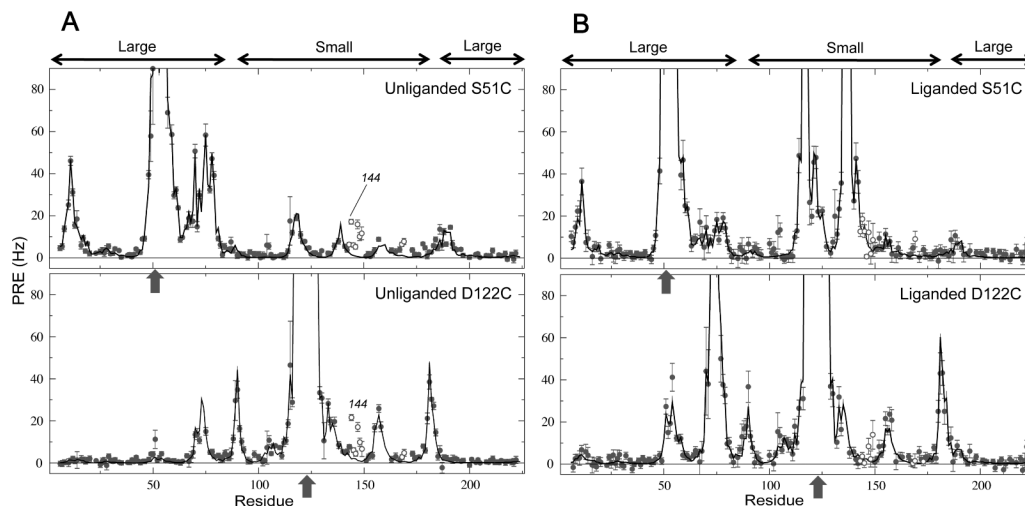 A
Large Small Large
Unliganded S51C
80
60
40
20
0
144
Unliganded D122C
80
60
40
20
0
144
50 100 150 200
PRE (Hz)
Residue
B
Large Small Large
Liganded S51C
80
60
40
20
0
Liganded D122C
80
60
40
20
0
50 100 150 200
Residue